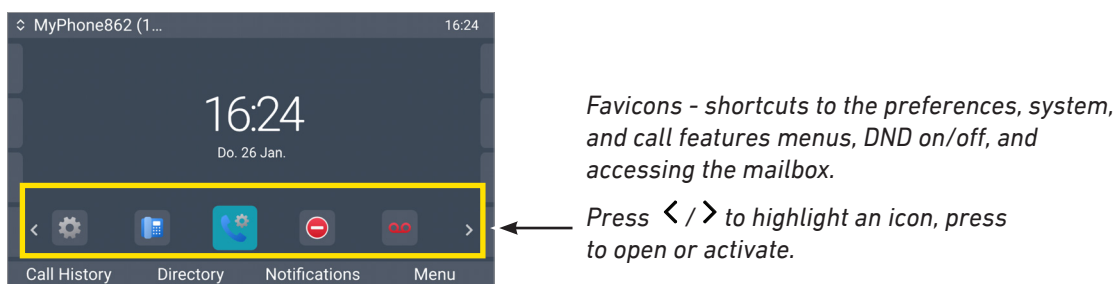 MyPhone862 (1… 16:24
16:24
Do. 26 Jan.
Call History Directory Notifications Menu
Favicons - shortcuts to the preferences, system,
and call features menus, DND on/off, and
accessing the mailbox.
Press < / > to highlight an icon, press
to open or activate.